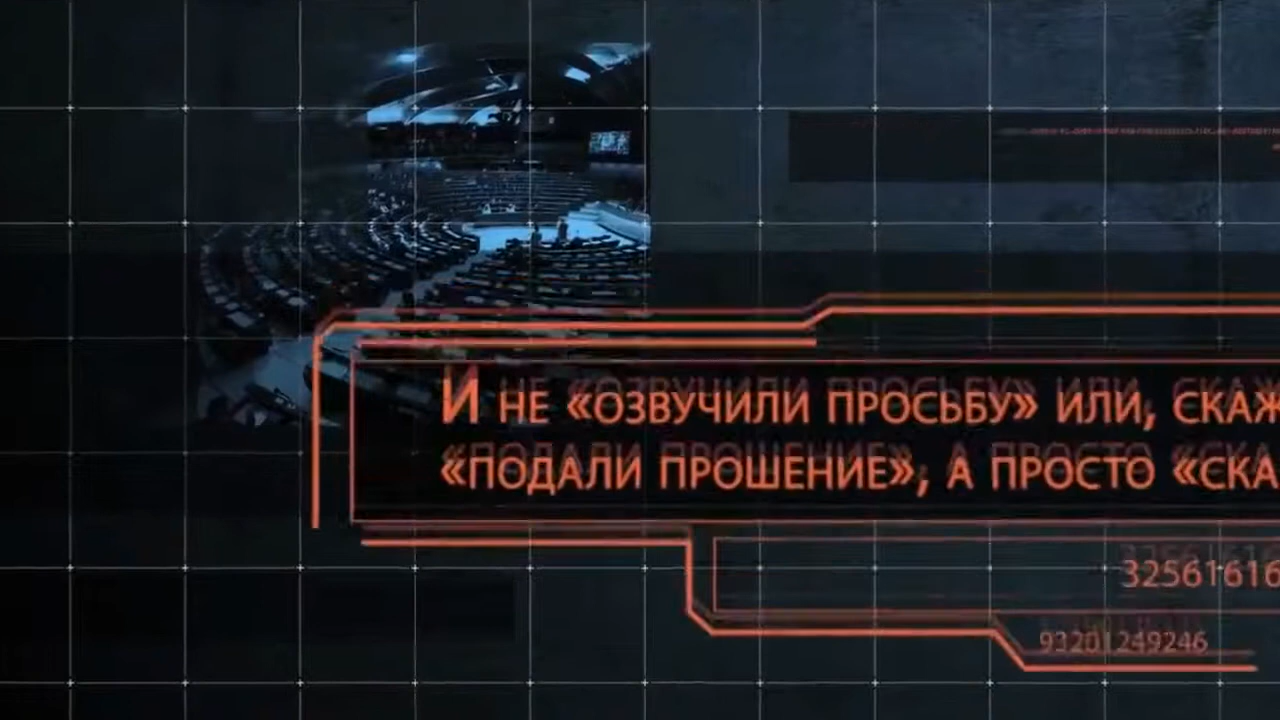 И НЕ «ОЗВУЧИЛИ ПРОСЬБУ» ИЛИ, СКАЖ
«ПОДАЛИ ПРОШЕНИЕ», А ПРОСТО «СКА
32561616
93201249246